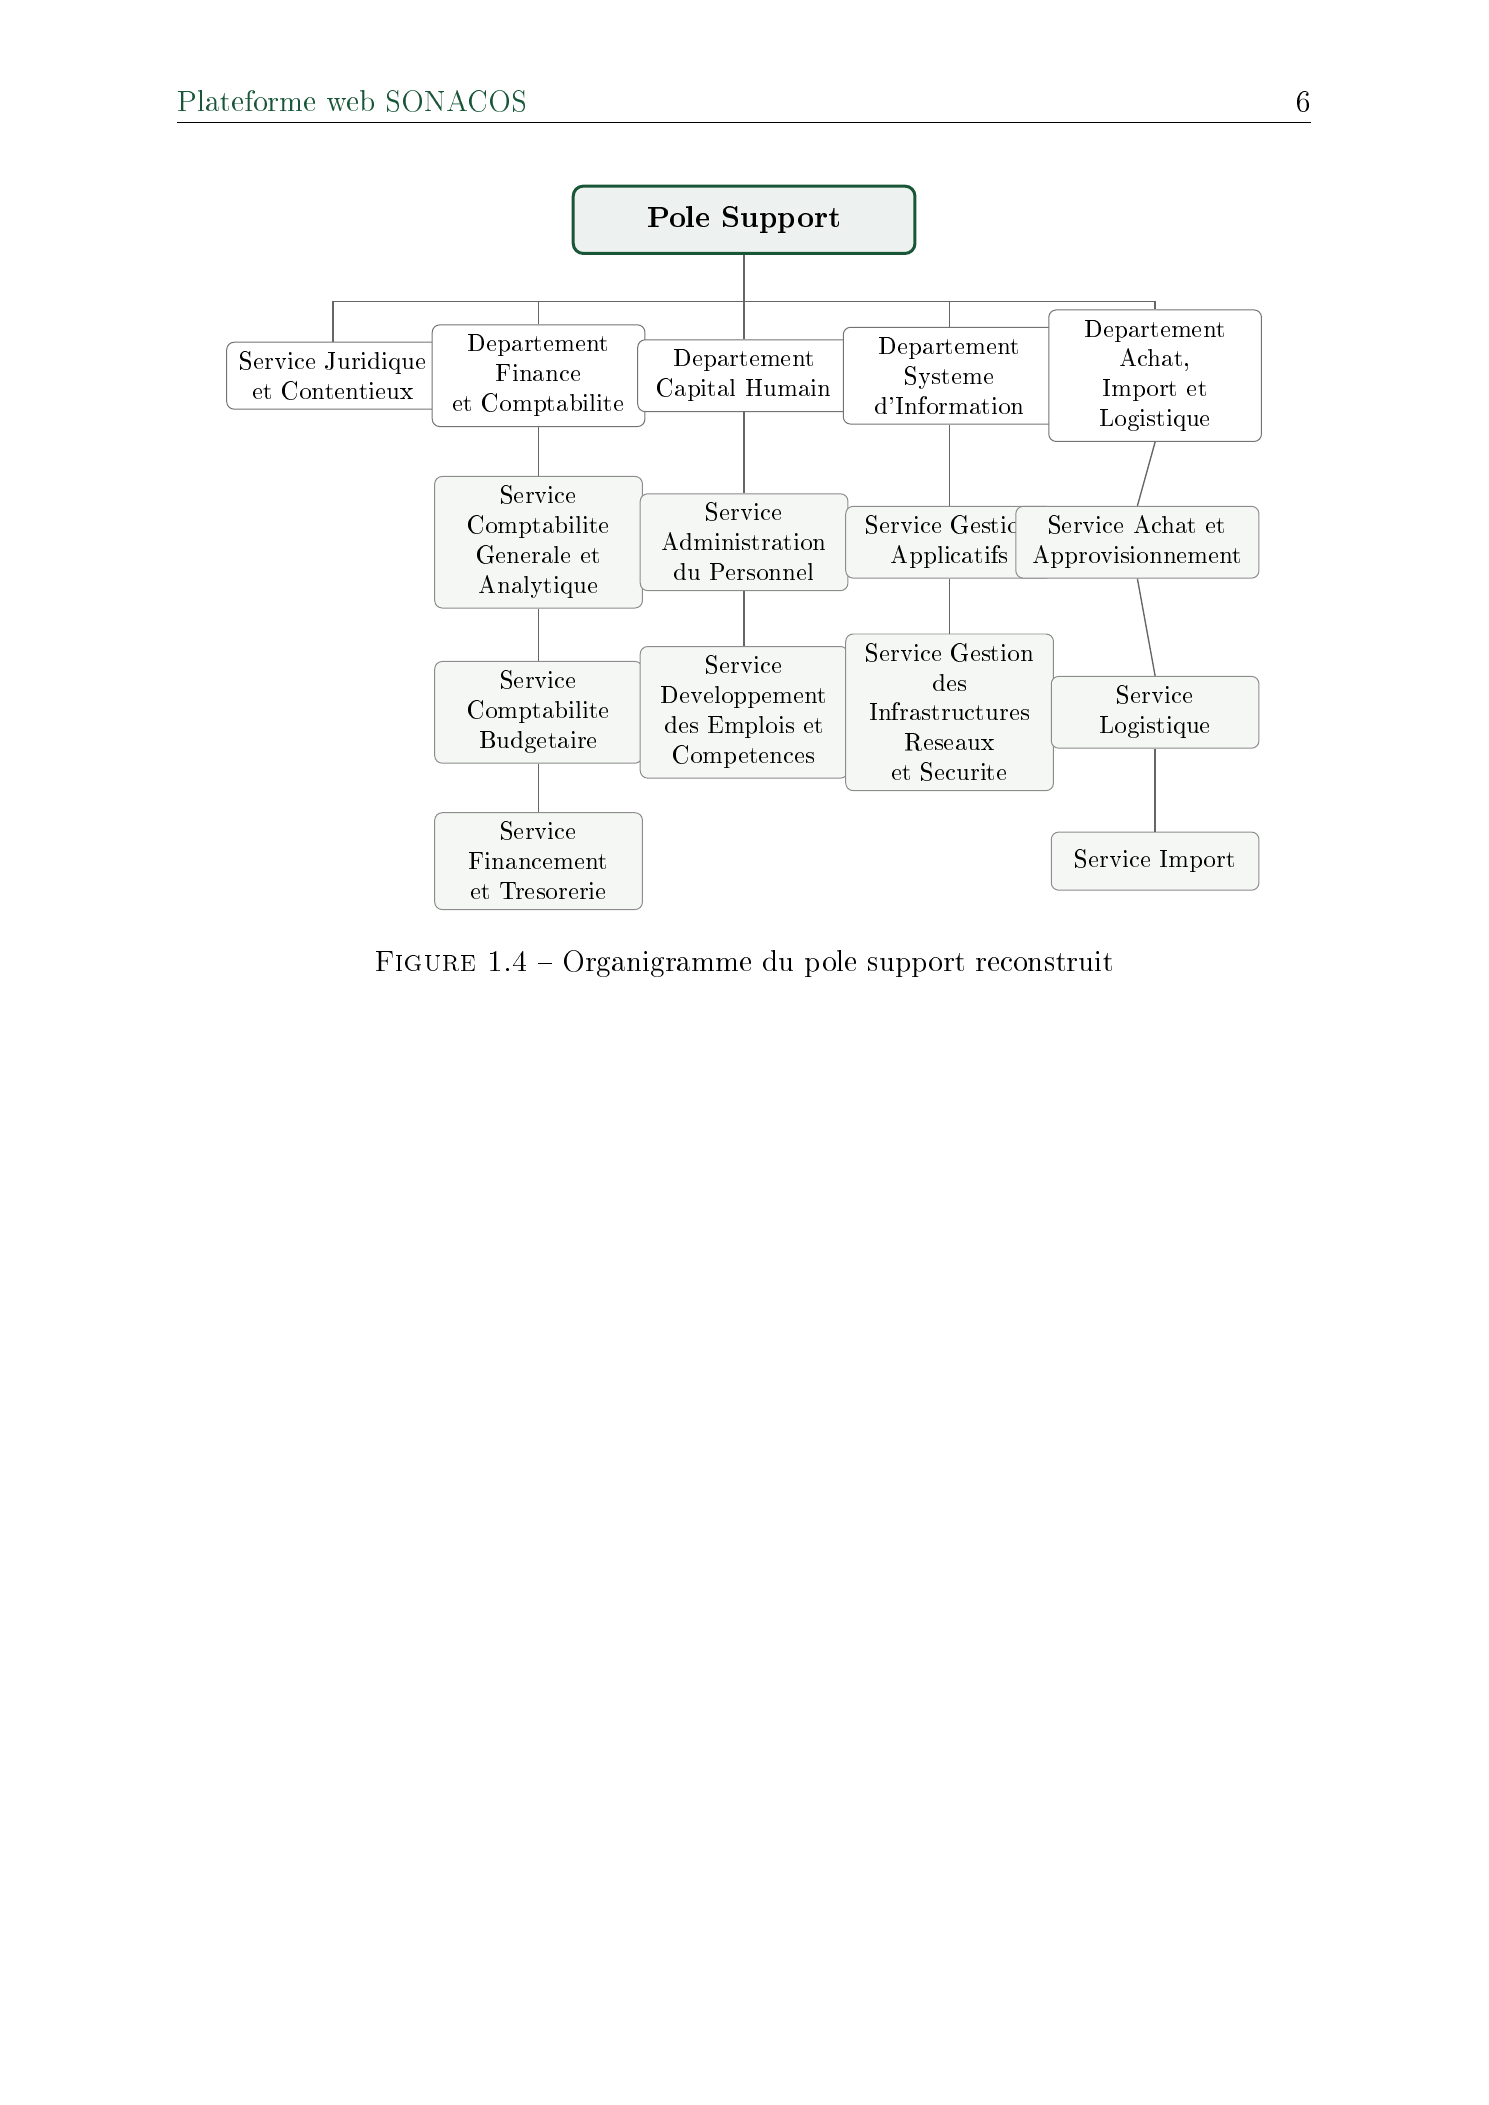 Plateforme web SONACOS 6
Pole Support
Service Juridique
et Contentieux
Departement
Finance
et Comptabilite
Departement
Capital Humain
Departement
Systeme
d'Information
Departement
Achat,
Import et
Logistique
Service
Comptabilite
Generale et
Analytique
Service
Administration
du Personnel
Service Gestio
Applicatifs
Service Achat et
Approvisionnement
Service
Comptabilite
Budgetaire
Service
Developpement
des Emplois et
Competences
Service Gestion
des
Infrastructures
Reseaux
et Securite
Service
Logistique
Service
Financement
et Tresorerie
Service Import
FIGURE 1.4 – Organigramme du pole support reconstruit